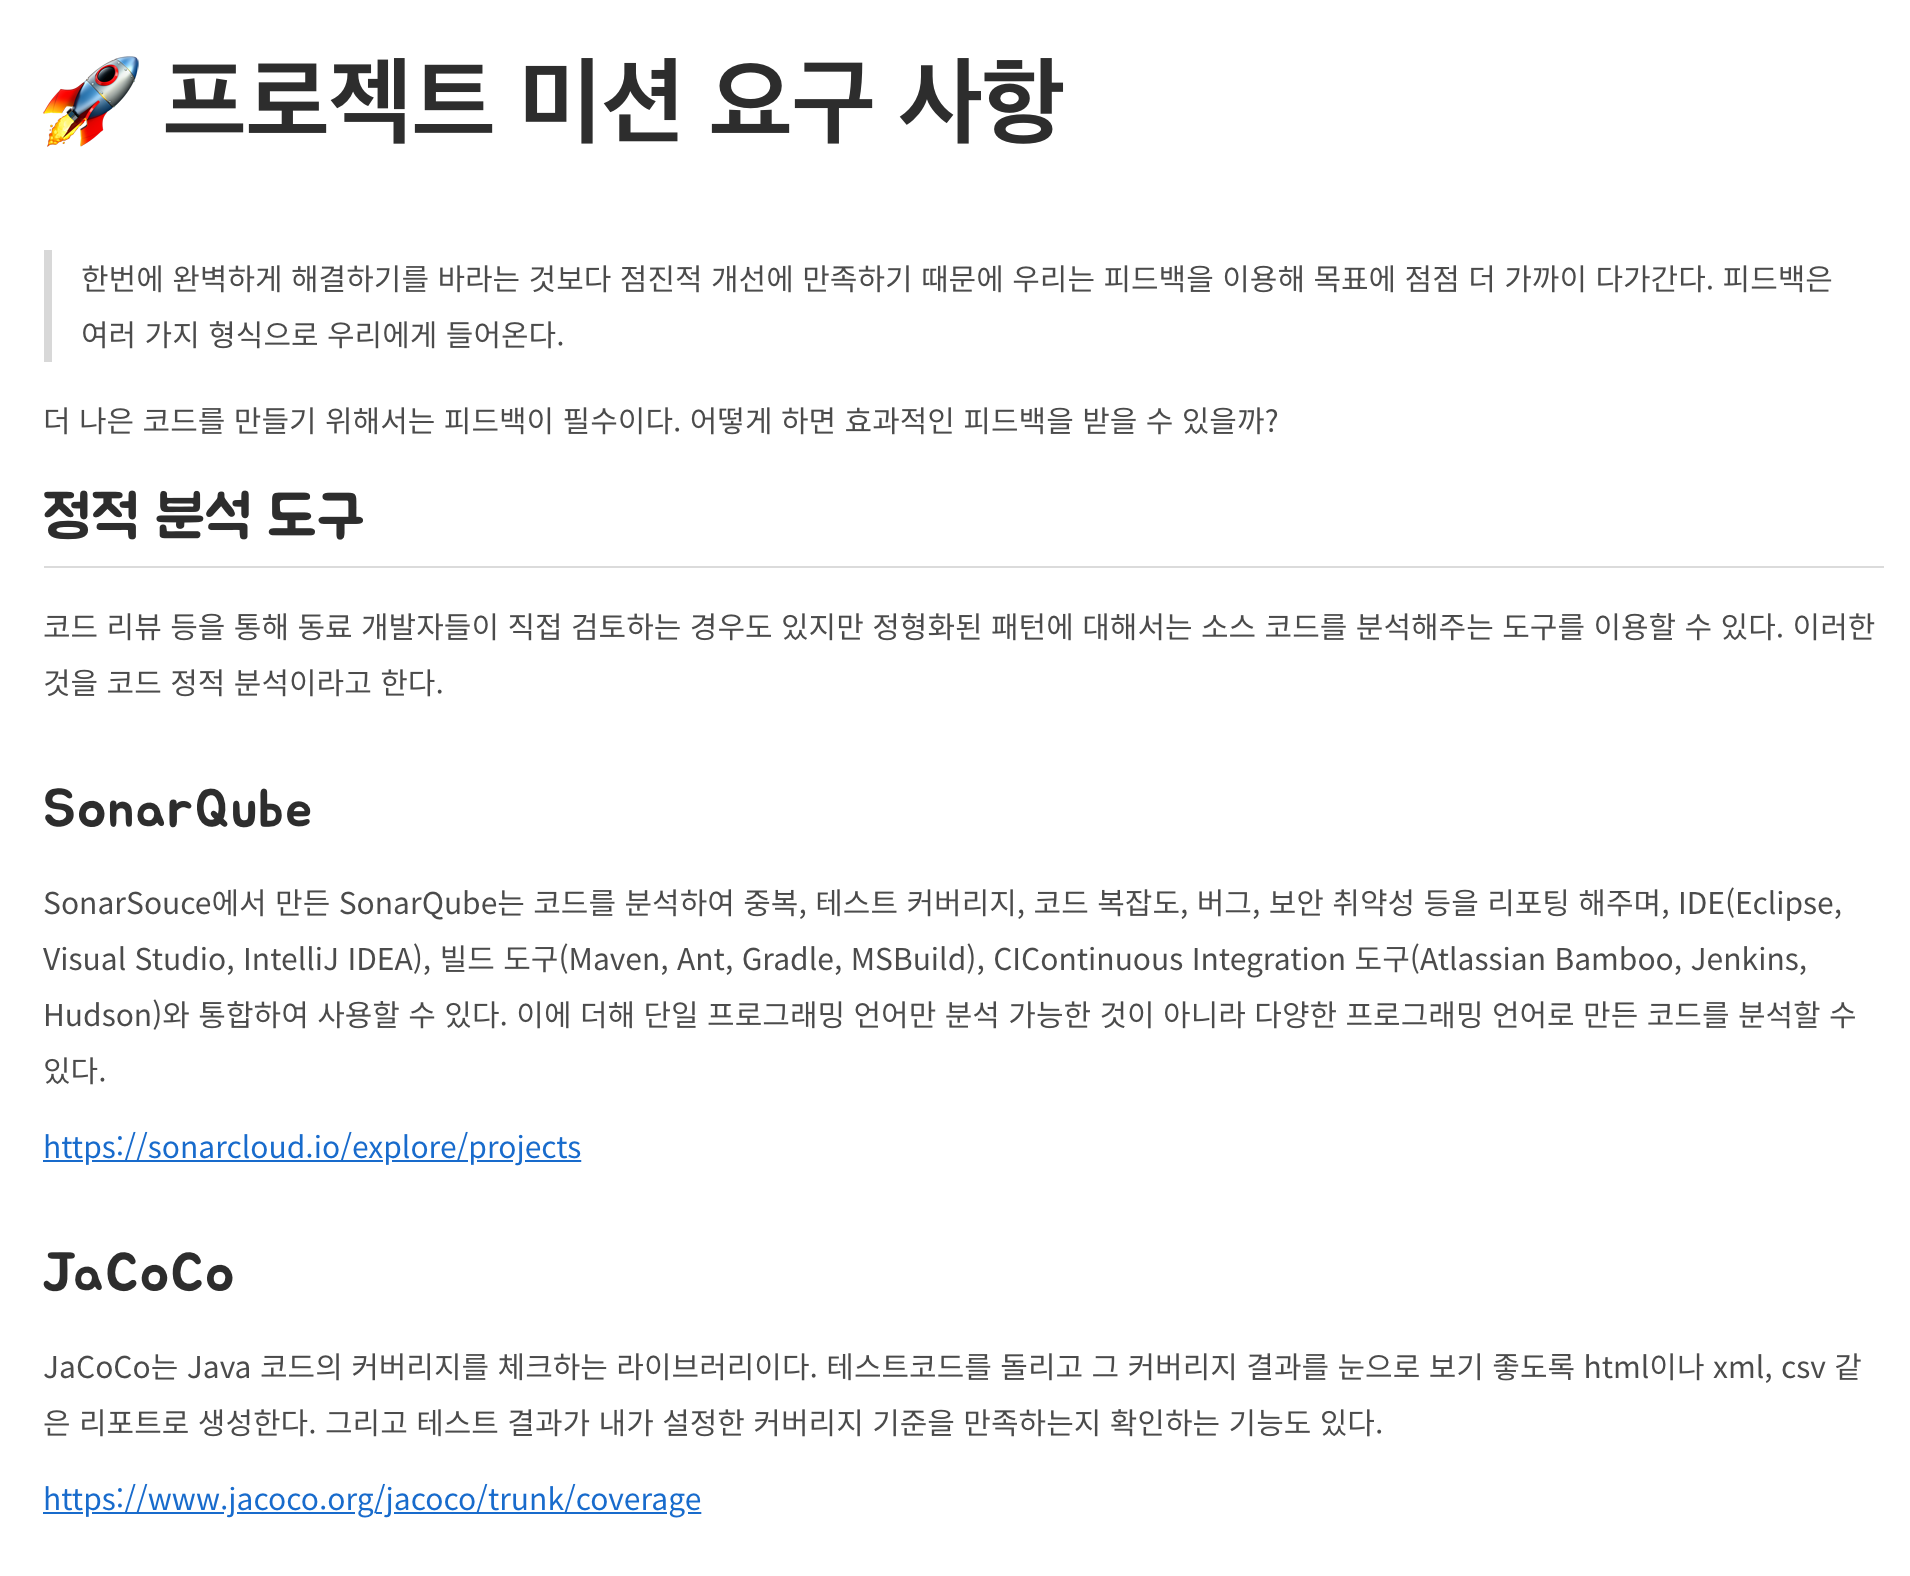 🚀 프로젝트 미션 요구 사항
한번에 완벽하게 해결하기를 바라는 것보다 점진적 개선에 만족하기 때문에 우리는 피드백을 이용해 목표에 점점 더 가까이 다가간다. 피드백은
여러 가지 형식으로 우리에게 들어온다.
더 나은 코드를 만들기 위해서는 피드백이 필수이다. 어떻게 하면 효과적인 피드백을 받을 수 있을까?
정적 분석 도구
코드 리뷰 등을 통해 동료 개발자들이 직접 검토하는 경우도 있지만 정형화된 패턴에 대해서는 소스 코드를 분석해주는 도구를 이용할 수 있다. 이러한
것을 코드 정적 분석이라고 한다.
SonarQube
SonarSouce에서 만든 SonarQube는 코드를 분석하여 중복, 테스트 커버리지, 코드 복잡도, 버그, 보안 취약성 등을 리포팅 해주며, IDE(Eclipse,
Visual Studio, IntelliJ IDEA), 빌드 도구(Maven, Ant, Gradle, MSBuild), CIContinuous Integration 도구(Atlassian Bamboo, Jenkins,
Hudson)와 통합하여 사용할 수 있다. 이에 더해 단일 프로그래밍 언어만 분석 가능한 것이 아니라 다양한 프로그래밍 언어로 만든 코드를 분석할 수
있다.
https://sonarcloud.io/explore/projects
JaCoCo
JaCoCo는 Java 코드의 커버리지를 체크하는 라이브러리이다. 테스트코드를 돌리고 그 커버리지 결과를 눈으로 보기 좋도록 html이나 xml, csv 같
은 리포트로 생성한다. 그리고 테스트 결과가 내가 설정한 커버리지 기준을 만족하는지 확인하는 기능도 있다.
https://www.jacoco.org/jacoco/trunk/coverage